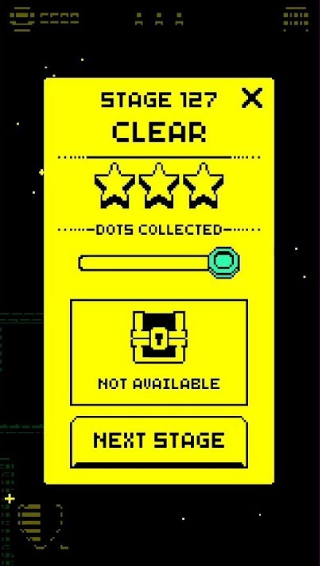 STAGE 127
CLEAR
DOTS COLLECTED
NOT AVAILABLE
NEXT STAGE